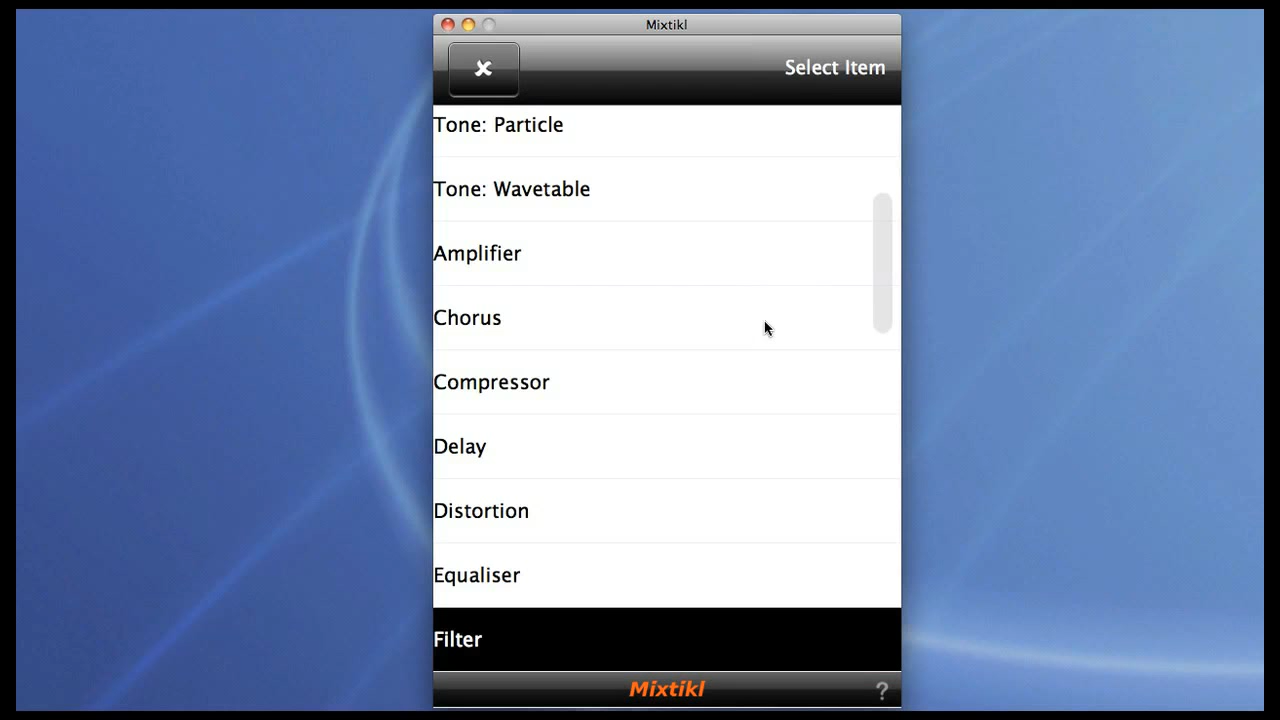 Mixtikl
Select Item
Tone: Particle
Tone: Wavetable
Amplifier
Chorus
Compressor
Delay
Distortion
Equaliser
Filter
Mixtikl
?